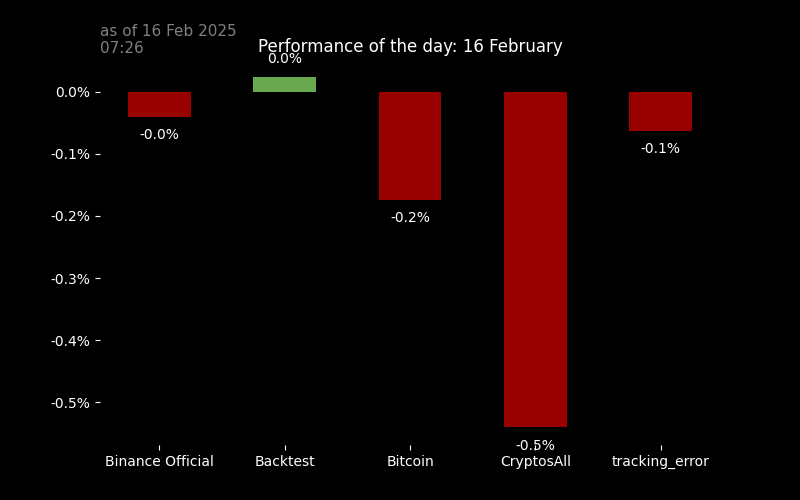 as of 16 Feb 2025
07:26
Performance of the day: 16 February
0.0%
0.0%
-0.0%
-0.1%
-0.1%
-0.2%
-0.2%
-0.3%
-0.4%
-0.5%
-0.5%
Binance Official
Backtest
Bitcoin
CryptosAll
tracking_error